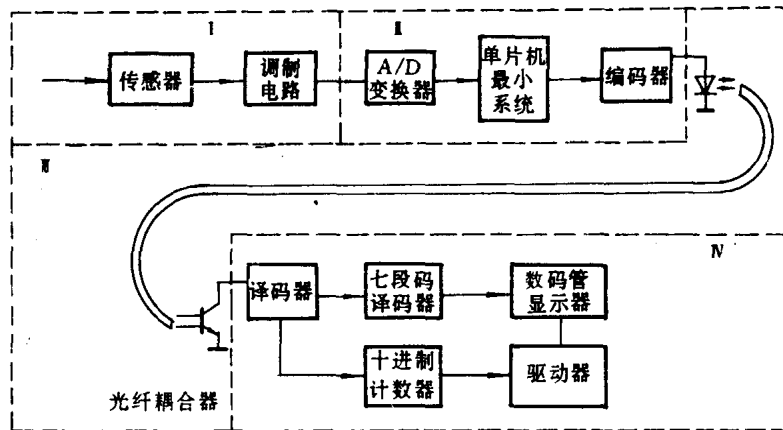 Ⅰ
Ⅱ
传感器
调制
电路
A/D
变换器
单片机
最小
系统
编码器
Ⅲ
Ⅳ
译码器
七段码
译码器
数码管
显示器
十进制
计数器
驱动器
光纤耦合器